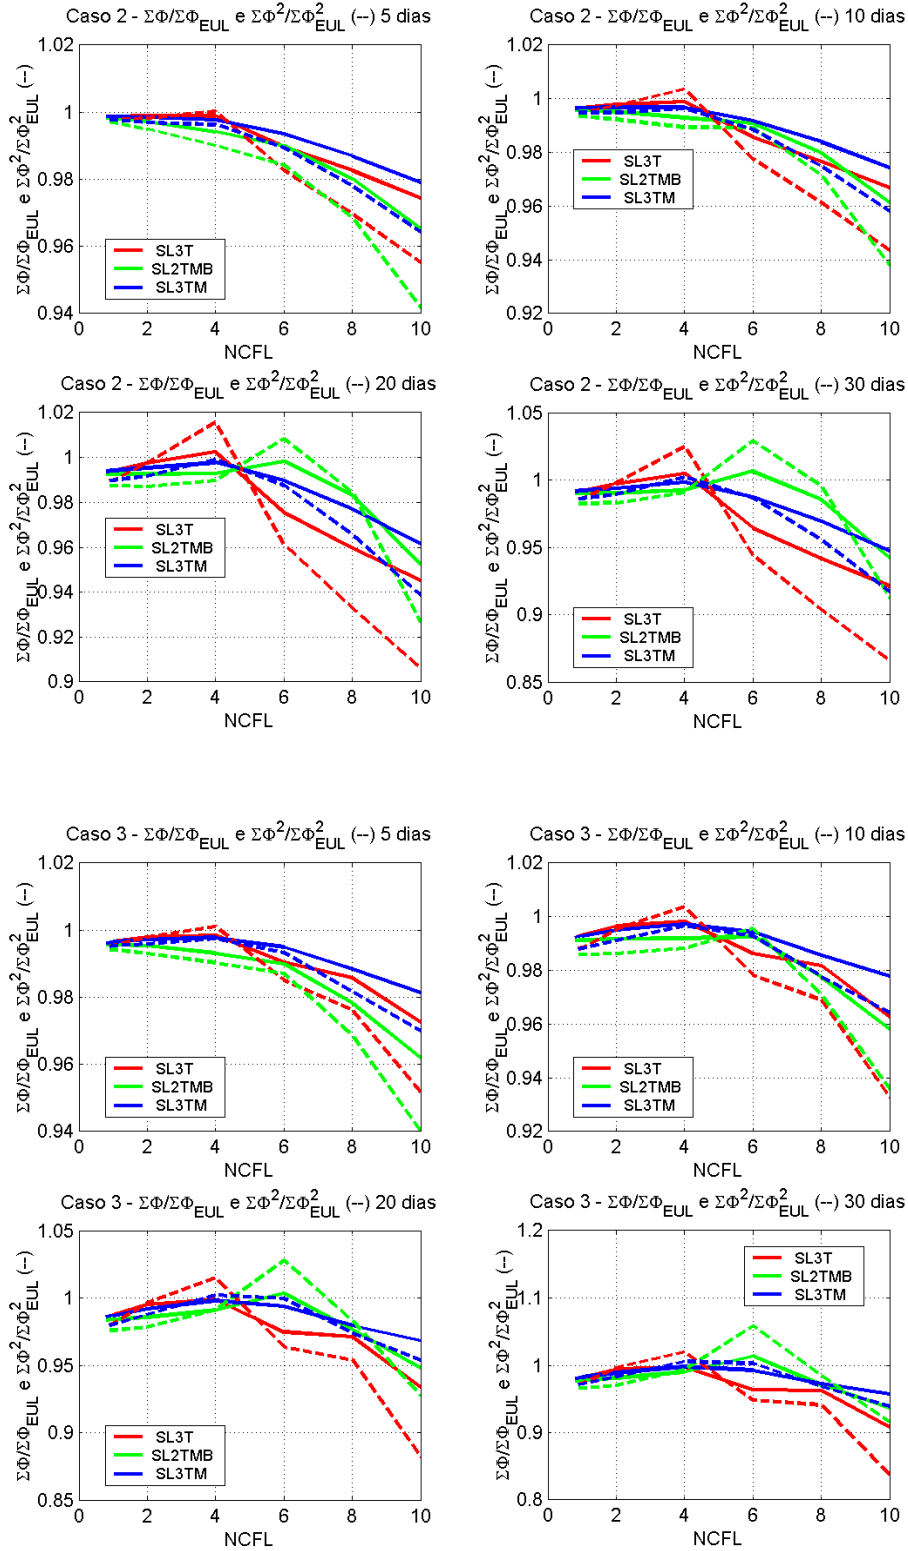 Caso 2 - ΣΦ/ΣΦEUL e ΣΦ²/ΣΦ²EUL (--) 5 dias
1.02
1
0.98
0.96
0.94
ΣΦ/ΣΦEUL e ΣΦ²/ΣΦ²EUL (--)
SL3T
SL2TMB
SL3TM
0 2 4 6 8 10
NCFL
Caso 2 - ΣΦ/ΣΦEUL e ΣΦ²/ΣΦ²EUL (--) 10 dias
1.02
1
0.98
0.96
0.94
0.92
ΣΦ/ΣΦEUL e ΣΦ²/ΣΦ²EUL (--)
SL3T
SL2TMB
SL3TM
0 2 4 6 8 10
NCFL
Caso 2 - ΣΦ/ΣΦEUL e ΣΦ²/ΣΦ²EUL (--) 20 dias
1.02
1
0.98
0.96
0.94
0.92
0.9
ΣΦ/ΣΦEUL e ΣΦ²/ΣΦ²EUL (--)
SL3T
SL2TMB
SL3TM
0 2 4 6 8 10
NCFL
Caso 2 - ΣΦ/ΣΦEUL e ΣΦ²/ΣΦ²EUL (--) 30 dias
1.05
1
0.95
0.9
0.85
ΣΦ/ΣΦEUL e ΣΦ²/ΣΦ²EUL (--)
SL3T
SL2TMB
SL3TM
0 2 4 6 8 10
NCFL
Caso 3 - ΣΦ/ΣΦEUL e ΣΦ²/ΣΦ²EUL (--) 5 dias
1.02
1
0.98
0.96
0.94
ΣΦ/ΣΦEUL e ΣΦ²/ΣΦ²EUL (--)
SL3T
SL2TMB
SL3TM
0 2 4 6 8 10
NCFL
Caso 3 - ΣΦ/ΣΦEUL e ΣΦ²/ΣΦ²EUL (--) 10 dias
1.02
1
0.98
0.96
0.94
0.92
ΣΦ/ΣΦEUL e ΣΦ²/ΣΦ²EUL (--)
SL3T
SL2TMB
SL3TM
0 2 4 6 8 10
NCFL
Caso 3 - ΣΦ/ΣΦEUL e ΣΦ²/ΣΦ²EUL (--) 20 dias
1.05
1
0.95
0.9
0.85
ΣΦ/ΣΦEUL e ΣΦ²/ΣΦ²EUL (--)
SL3T
SL2TMB
SL3TM
0 2 4 6 8 10
NCFL
Caso 3 - ΣΦ/ΣΦEUL e ΣΦ²/ΣΦ²EUL (--) 30 dias
1.2
1.1
1
0.9
0.8
ΣΦ/ΣΦEUL e ΣΦ²/ΣΦ²EUL (--)
SL3T
SL2TMB
SL3TM
0 2 4 6 8 10
NCFL